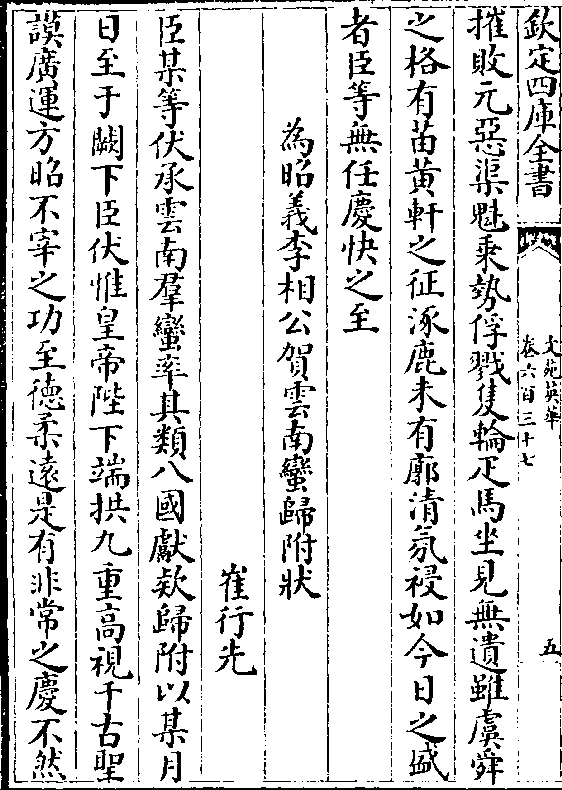 欽定四庫全書
文苑英華
卷六百三十七
五
摧敗元惡渠魁乘勢俘戮隻輪疋馬坐見無遺雖虞舜
之格有苗黃軒之征涿鹿未有廓清氛祲如今日之盛
者臣等無任慶快之至
為昭義李相公賀雲南蠻歸附狀
崔行先
臣某等伏承雲南羣蠻率其類八國獻欵歸附以某月
日至于闕下臣伏惟皇帝陛下端拱九重高視千古聖
謨廣運方昭不宰之功至德柔遠是有非常之慶不然